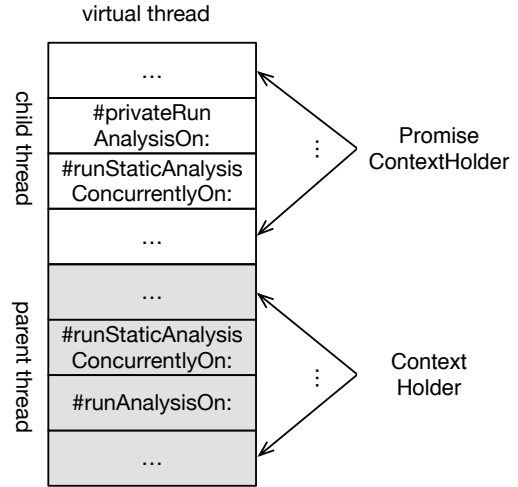 virtual thread
child thread
…
#privateRun
AnalysisOn:
#runStaticAnalysis
ConcurrentlyOn:
…
…
Promise
ContextHolder
parent thread
…
#runStaticAnalysis
ConcurrentlyOn:
#runAnalysisOn:
…
…
Context
Holder